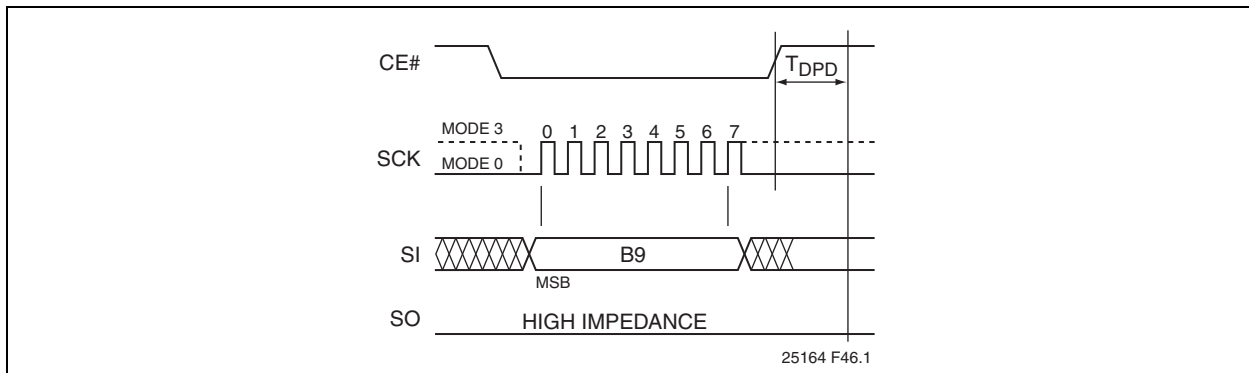 CE#
TDPD
MODE 3
0 1 2 3 4 5 6 7
SCK
MODE 0
SI
B9
MSB
SO
HIGH IMPEDANCE
25164 F46.1